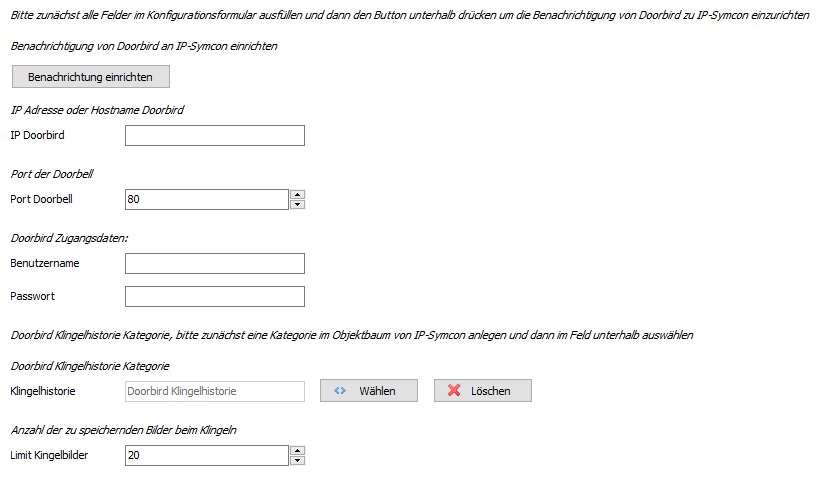 Bitte zunächst alle Felder im Konfigurationsformular ausfüllen und dann den Button unterhalb drücken um die Benachrichtigung von Doorbird zu IP-Symcon einzurichten
Benachrichtigung von Doorbird an IP-Symcon einrichten
Benachrichtung einrichten
IP Adresse oder Hostname Doorbird
IP Doorbird
Port der Doorbell
Port Doorbell 80
Doorbird Zugangsdaten:
Benutzername
Passwort
Doorbird Klingelhistorie Kategorie, bitte zunächst eine Kategorie im Objektbaum von IP-Symcon anlegen und dann im Feld unterhalb auswählen
Doorbird Klingelhistorie Kategorie
Klingelhistorie Doorbird Klingelhistorie Wählen Löschen
Anzahl der zu speichernden Bilder beim Klingeln
Limit Kingelbilder 20